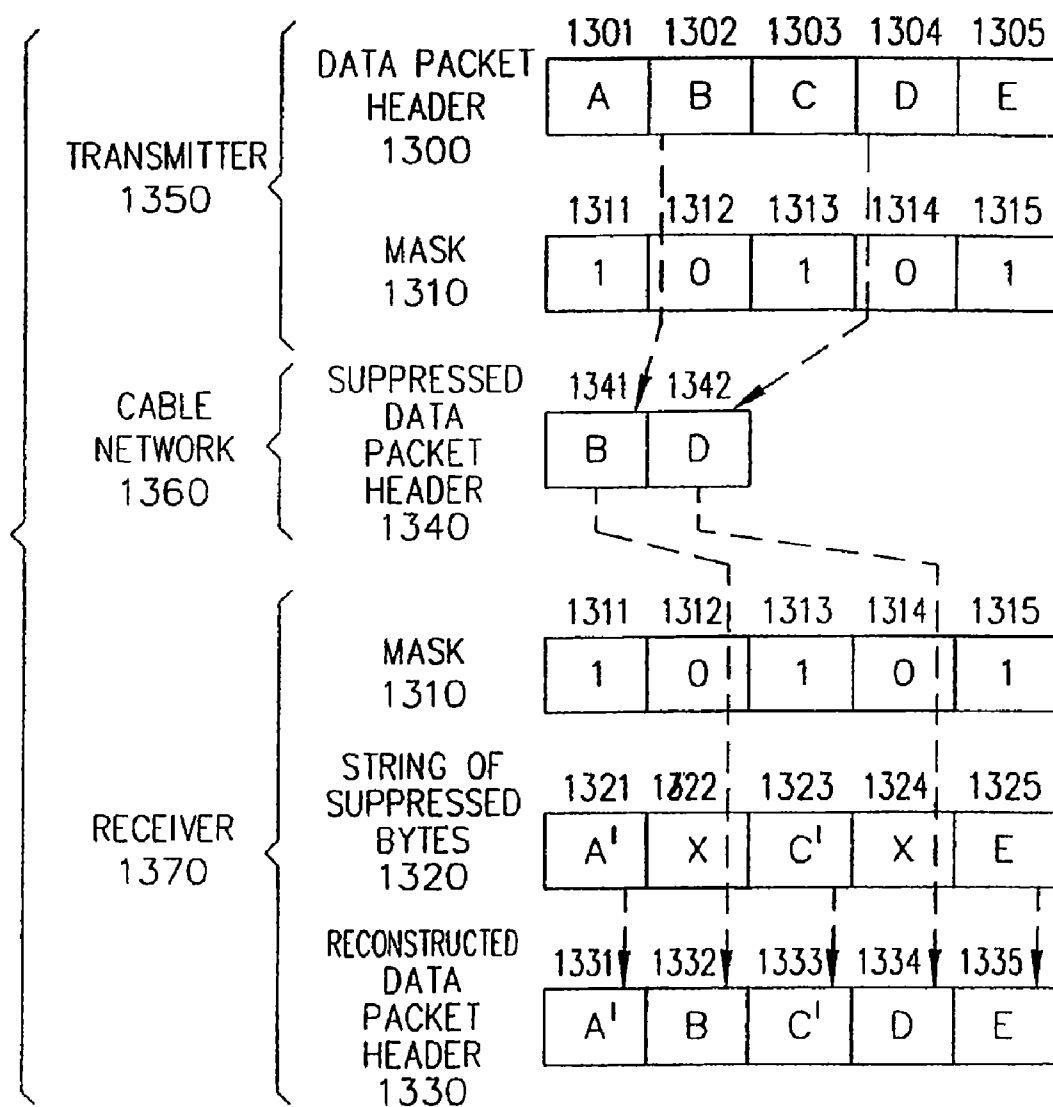 1301 1302 1303 1304 1305
DATA PACKET
HEADER
1300
A B C D E
TRANSMITTER
1350
1311 1312 1313 1314 1315
MASK
1310
1 0 1 0 1
CABLE
NETWORK
1360
SUPPRESSED
DATA
PACKET
HEADER
1340
1341 1342
B D
1311 1312 1313 1314 1315
MASK
1310
1 0 1 0 1
RECEIVER
1370
STRING OF
SUPPRESSED
BYTES
1320
1321 1322 1323 1324 1325
A' X C' X E
RECONSTRUCTED
DATA
PACKET
HEADER
1330
1331 1332 1333 1334 1335
A' B C' D E